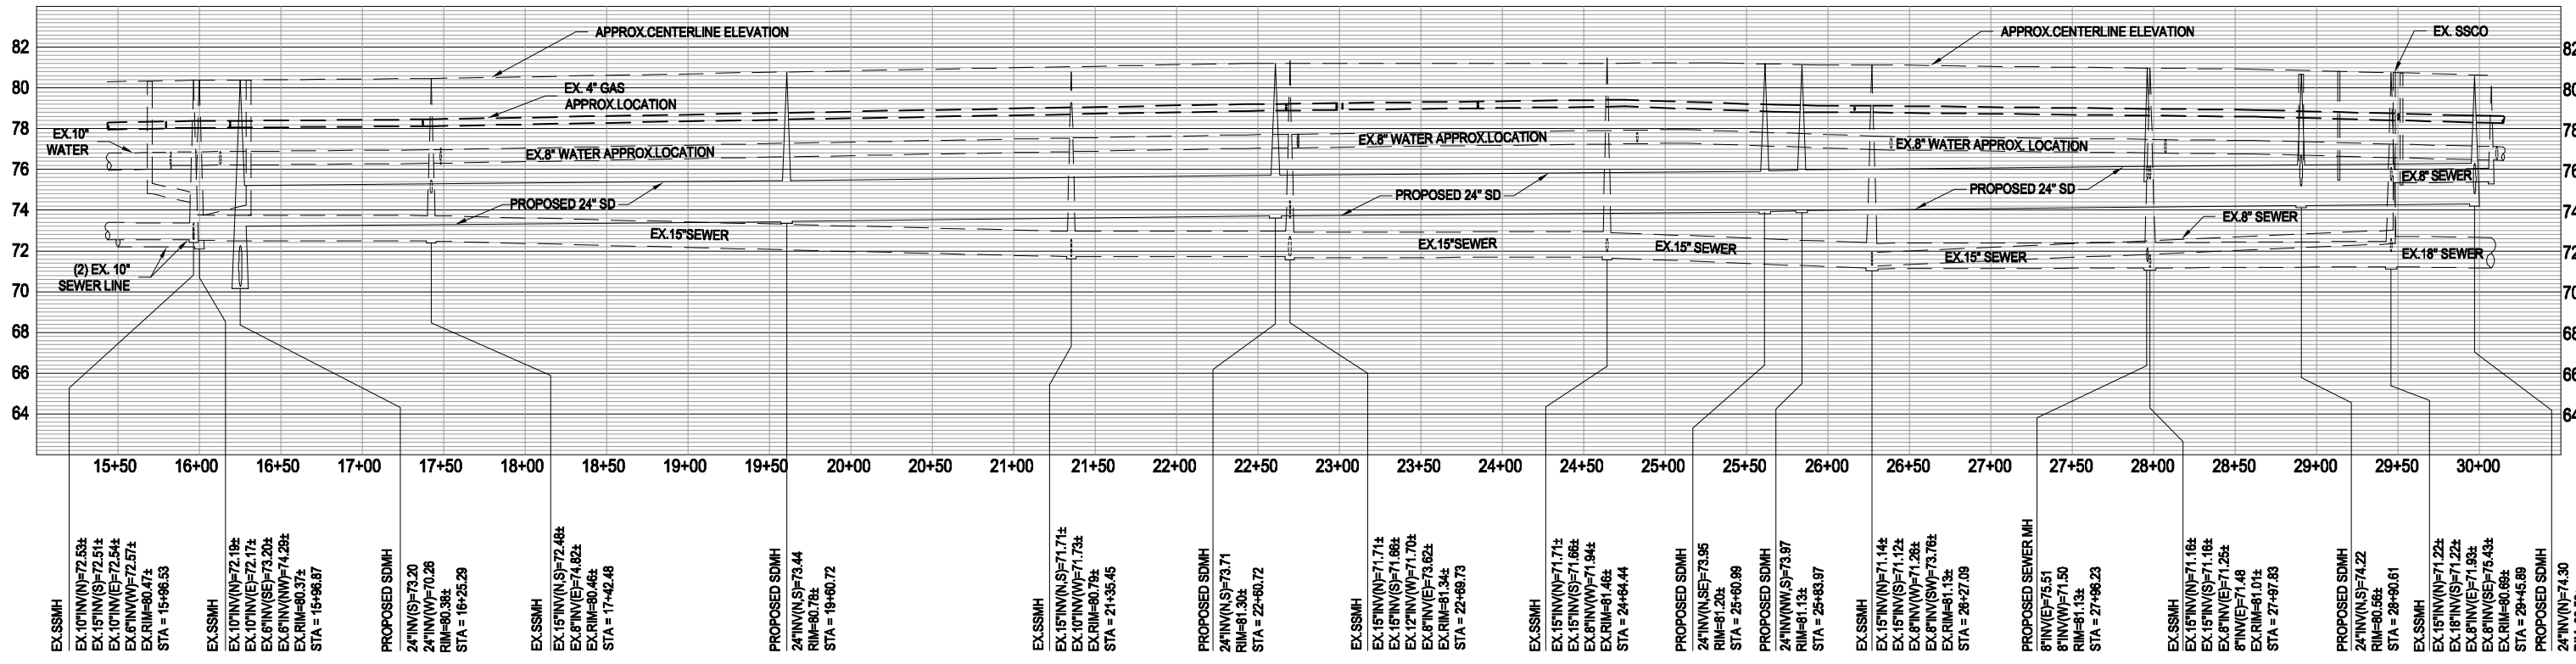 APPROX.CENTERLINE ELEVATION
APPROX.CENTERLINE ELEVATION
EX. SSCO
82
82
80
80
78
78
76
76
74
74
72
72
70
70
68
68
66
66
64
64
EX. 4" GAS
APPROX.LOCATION
EX.10"
WATER
EX.8" WATER APPROX.LOCATION
EX.8" WATER APPROX.LOCATION
EX.8" WATER APPROX. LOCATION
PROPOSED 24" SD
PROPOSED 24" SD
PROPOSED 24" SD
EX.8" SEWER
EX.8" SEWER
EX.15"SEWER
EX.15"SEWER
EX.15" SEWER
EX.15" SEWER
EX.18" SEWER
(2) EX. 10"
SEWER LINE
15+50
16+00
16+50
17+00
17+50
18+00
18+50
19+00
19+50
20+00
20+50
21+00
21+50
22+00
22+50
23+00
23+50
24+00
24+50
25+00
25+50
26+00
26+50
27+00
27+50
28+00
28+50
29+00
29+50
30+00
EX.SSMH
EX.10"INV(N)=72.53±
EX.15"INV(S)=72.51±
EX.10"INV(E)=72.54±
EX.6"INV(W)=72.57±
EX.RIM=80.47±
STA = 15+96.53
EX.SSMH
EX.10"INV(N)=72.19±
EX.10"INV(E)=72.17±
EX.6"INV(SE)=73.20±
EX.6"INV(NW)=74.29±
EX.RIM=80.37±
STA = 15+96.87
PROPOSED SDMH
24"INV(S)=73.20
24"INV(W)=70.26
RIM=80.38±
STA = 16+25.29
EX.SSMH
EX.15"INV(N,S)=72.48±
EX.8"INV(E)=74.82±
EX.RIM=80.46±
STA = 17+42.48
PROPOSED SDMH
24"INV(N,S)=73.44
RIM=80.78±
STA = 19+60.72
EX.SSMH
EX.15"INV(N,S)=71.71±
EX.10"INV(W)=71.73±
EX.RIM=80.79±
STA = 21+35.45
PROPOSED SDMH
24"INV(N,S)=73.71
RIM=81.30±
STA = 22+60.72
EX.SSMH
EX.15"INV(N)=71.71±
EX.15"INV(S)=71.66±
EX.12"INV(W)=71.70±
EX.8"INV(E)=73.62±
EX.RIM=81.34±
STA = 22+69.73
EX.SSMH
EX.15"INV(N)=71.71±
EX.15"INV(S)=71.66±
EX.8"INV(W)=71.94±
EX.RIM=81.46±
STA = 24+64.44
PROPOSED SDMH
24"INV(N,SE)=73.95
RIM=81.20±
STA = 25+60.99
PROPOSED SDMH
24"INV(NW,S)=73.97
RIM=81.13±
STA = 25+83.97
EX.SSMH
EX.15"INV(N)=71.14±
EX.15"INV(S)=71.12±
EX.8"INV(W)=71.28±
EX.8"INV(SW)=73.76±
EX.RIM=81.13±
STA = 26+27.09
PROPOSED SEWER MH
8"INV(E)=75.51
8"INV(W)=71.50
RIM=81.13±
STA = 27+96.23
EX.SSMH
EX.15"INV(N)=71.16±
EX.15"INV(S)=71.16±
EX.8"INV(E)=71.25±
8"INV(E)=71.48
EX.RIM=81.01±
STA = 27+97.83
PROPOSED SDMH
24"INV(N,S)=74.22
RIM=80.56±
STA = 28+90.61
EX.SSMH
EX.15"INV(N)=71.22±
EX.18"INV(S)=71.22±
EX.8"INV(E)=71.93±
EX.8"INV(SE)=75.43±
EX.RIM=80.69±
STA = 29+45.89
PROPOSED SDMH
24"INV(N)=74.30